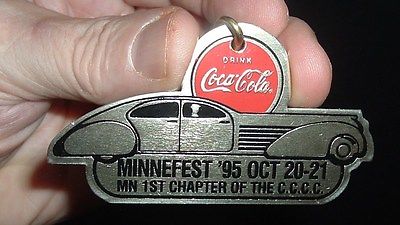 DRINK
Coca-Cola
MINNEFEST '95 OCT 20-21
MN 1ST CHAPTER OF THE C.C.C.C.